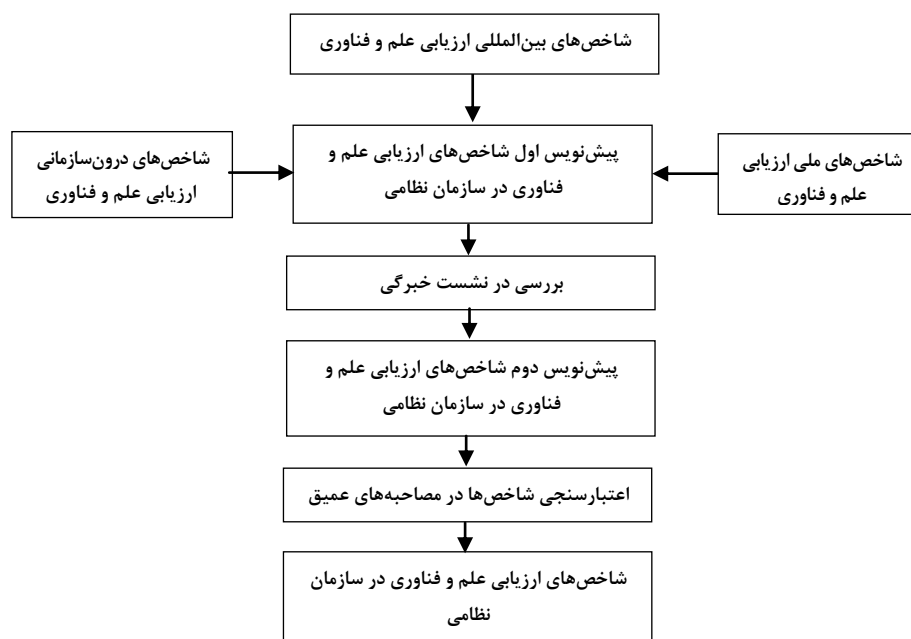 شاخص‌های بین‌المللی ارزیابی علم و فناوری
پیش‌نویس اول شاخص‌های ارزیابی علم و
فناوری در سازمان نظامی
شاخص‌های ملی ارزیابی
علم و فناوری
شاخص‌های درون‌سازمانی
ارزیابی علم و فناوری
بررسی در نشست خبرگی
پیش‌نویس دوم شاخص‌های ارزیابی علم و
فناوری در سازمان نظامی
اعتبارسنجی شاخص‌ها در مصاحبه‌های عمیق
شاخص‌های ارزیابی علم و فناوری در سازمان
نظامی